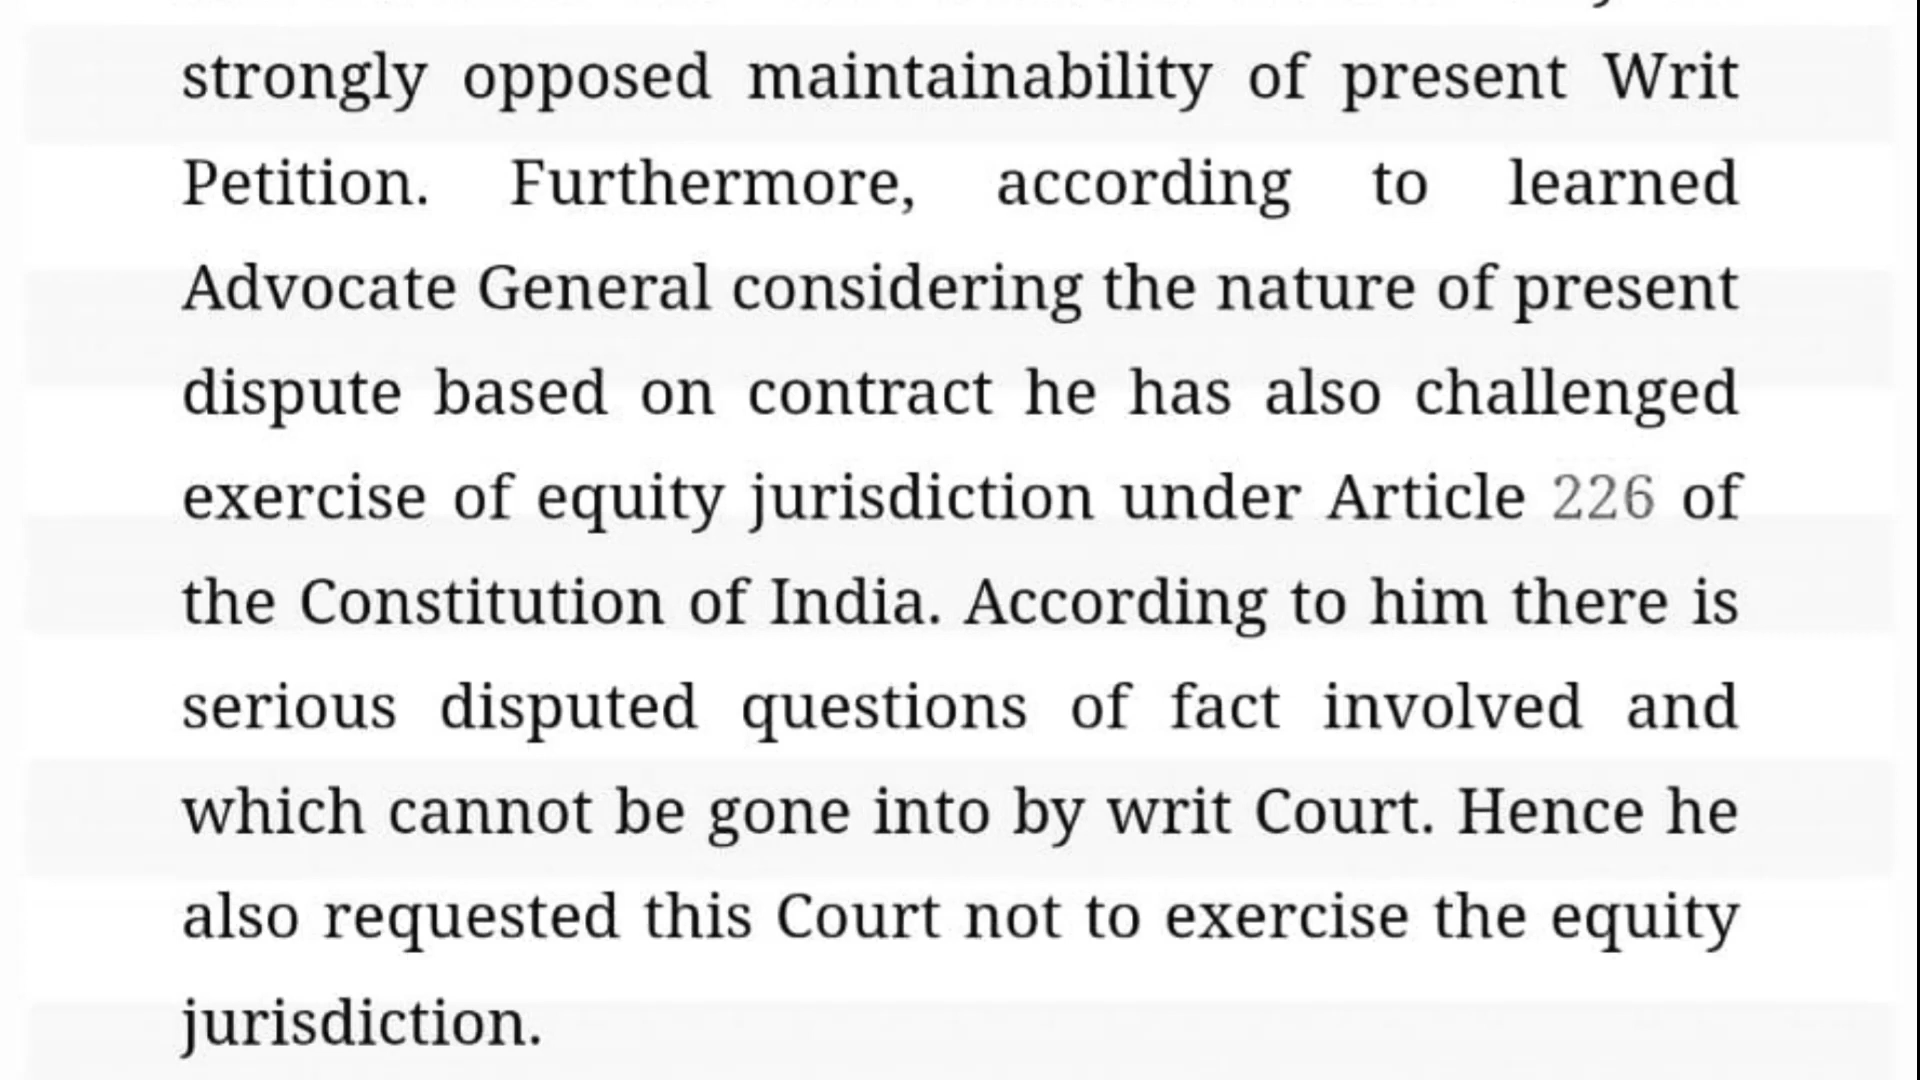 strongly opposed maintainability of present Writ
Petition. Furthermore, according to learned
Advocate General considering the nature of present
dispute based on contract he has also challenged
exercise of equity jurisdiction under Article 226 of
the Constitution of India. According to him there is
serious disputed questions of fact involved and
which cannot be gone into by writ Court. Hence he
also requested this Court not to exercise the equity
jurisdiction.